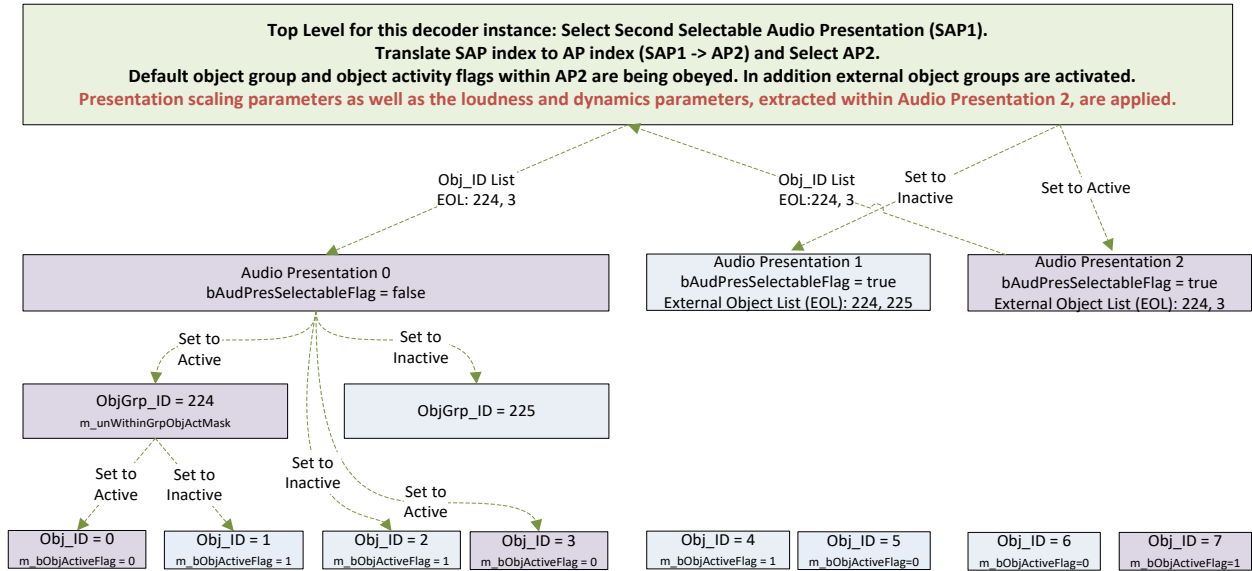 Top Level for this decoder instance: Select Second Selectable Audio Presentation (SAP1).
Translate SAP index to AP index (SAP1 -> AP2) and Select AP2.
Default object group and object activity flags within AP2 are being obeyed. In addition external object groups are activated.
Presentation scaling parameters as well as the loudness and dynamics parameters, extracted within Audio Presentation 2, are applied.
Obj_ID List
EOL: 224, 3
Obj_ID List
EOL:224, 3
Set to
Inactive
Set to Active
Audio Presentation 0
bAudPresSelectableFlag = false
Audio Presentation 1
bAudPresSelectableFlag = true
External Object List (EOL): 224, 225
Audio Presentation 2
bAudPresSelectableFlag = true
External Object List (EOL): 224, 3
Set to
Active
Set to
Inactive
ObjGrp_ID = 224
m_unWithinGrpObjActMask
ObjGrp_ID = 225
Set to
Active
Set to
Inactive
Set to
Inactive
Set to
Active
Obj_ID = 0
m_bObjActiveFlag = 0
Obj_ID = 1
m_bObjActiveFlag = 1
Obj_ID = 2
m_bObjActiveFlag = 1
Obj_ID = 3
m_bObjActiveFlag = 0
Obj_ID = 4
m_bObjActiveFlag = 1
Obj_ID = 5
m_bObjActiveFlag=0
Obj_ID = 6
m_bObjActiveFlag=0
Obj_ID = 7
m_bObjActiveFlag=1